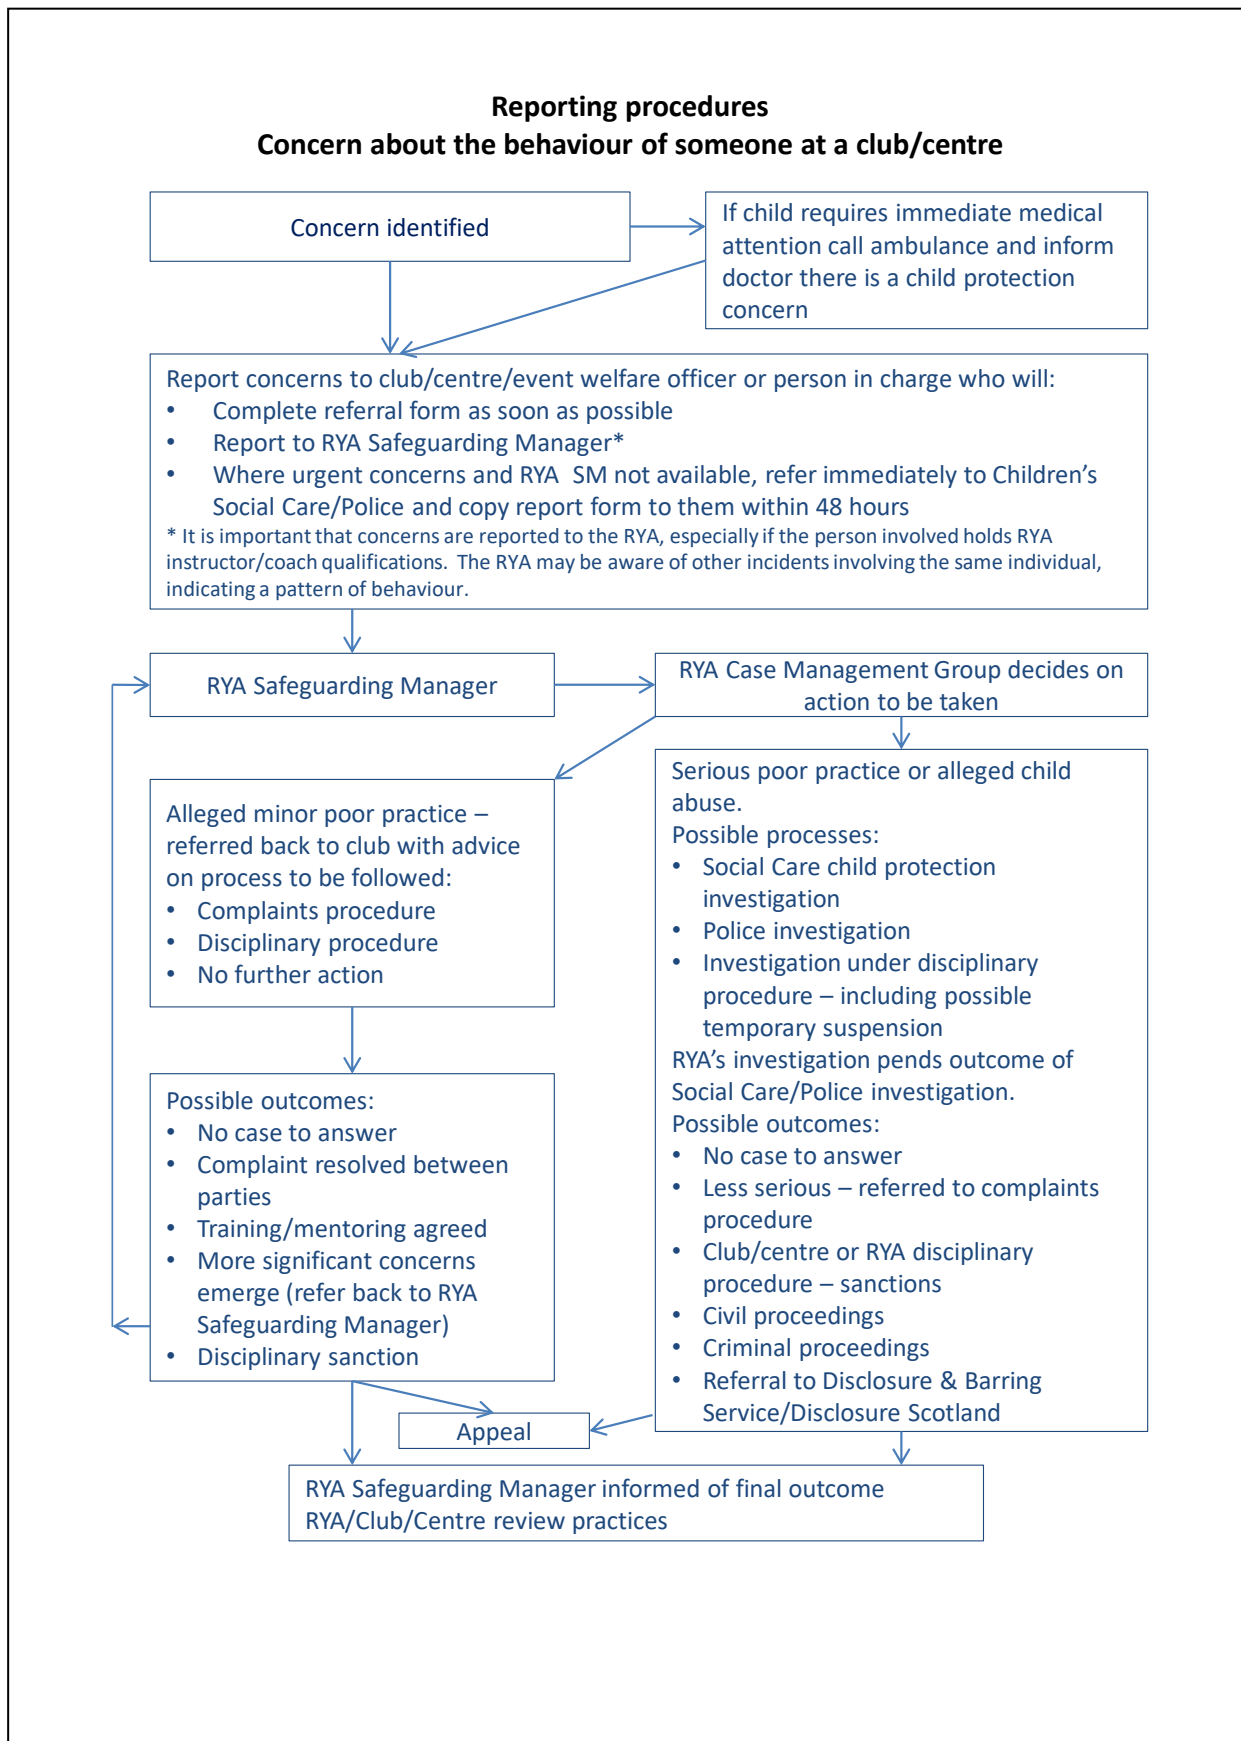 Reporting procedures
Concern about the behaviour of someone at a club/centre
Concern identified
If child requires immediate medical
attention call ambulance and inform
doctor there is a child protection
concern
Report concerns to club/centre/event welfare officer or person in charge who will:
• Complete referral form as soon as possible
• Report to RYA Safeguarding Manager*
• Where urgent concerns and RYA SM not available, refer immediately to Children’s
Social Care/Police and copy report form to them within 48 hours
* It is important that concerns are reported to the RYA, especially if the person involved holds RYA
instructor/coach qualifications. The RYA may be aware of other incidents involving the same individual,
indicating a pattern of behaviour.
RYA Safeguarding Manager
RYA Case Management Group decides on
action to be taken
Alleged minor poor practice –
referred back to club with advice
on process to be followed:
• Complaints procedure
• Disciplinary procedure
• No further action
Serious poor practice or alleged child
abuse.
Possible processes:
• Social Care child protection
investigation
• Police investigation
• Investigation under disciplinary
procedure – including possible
temporary suspension
RYA’s investigation pends outcome of
Social Care/Police investigation.
Possible outcomes:
• No case to answer
• Less serious – referred to complaints
procedure
• Club/centre or RYA disciplinary
procedure – sanctions
• Civil proceedings
• Criminal proceedings
• Referral to Disclosure & Barring
Service/Disclosure Scotland
Possible outcomes:
• No case to answer
• Complaint resolved between
parties
• Training/mentoring agreed
• More significant concerns
emerge (refer back to RYA
Safeguarding Manager)
• Disciplinary sanction
Appeal
RYA Safeguarding Manager informed of final outcome
RYA/Club/Centre review practices